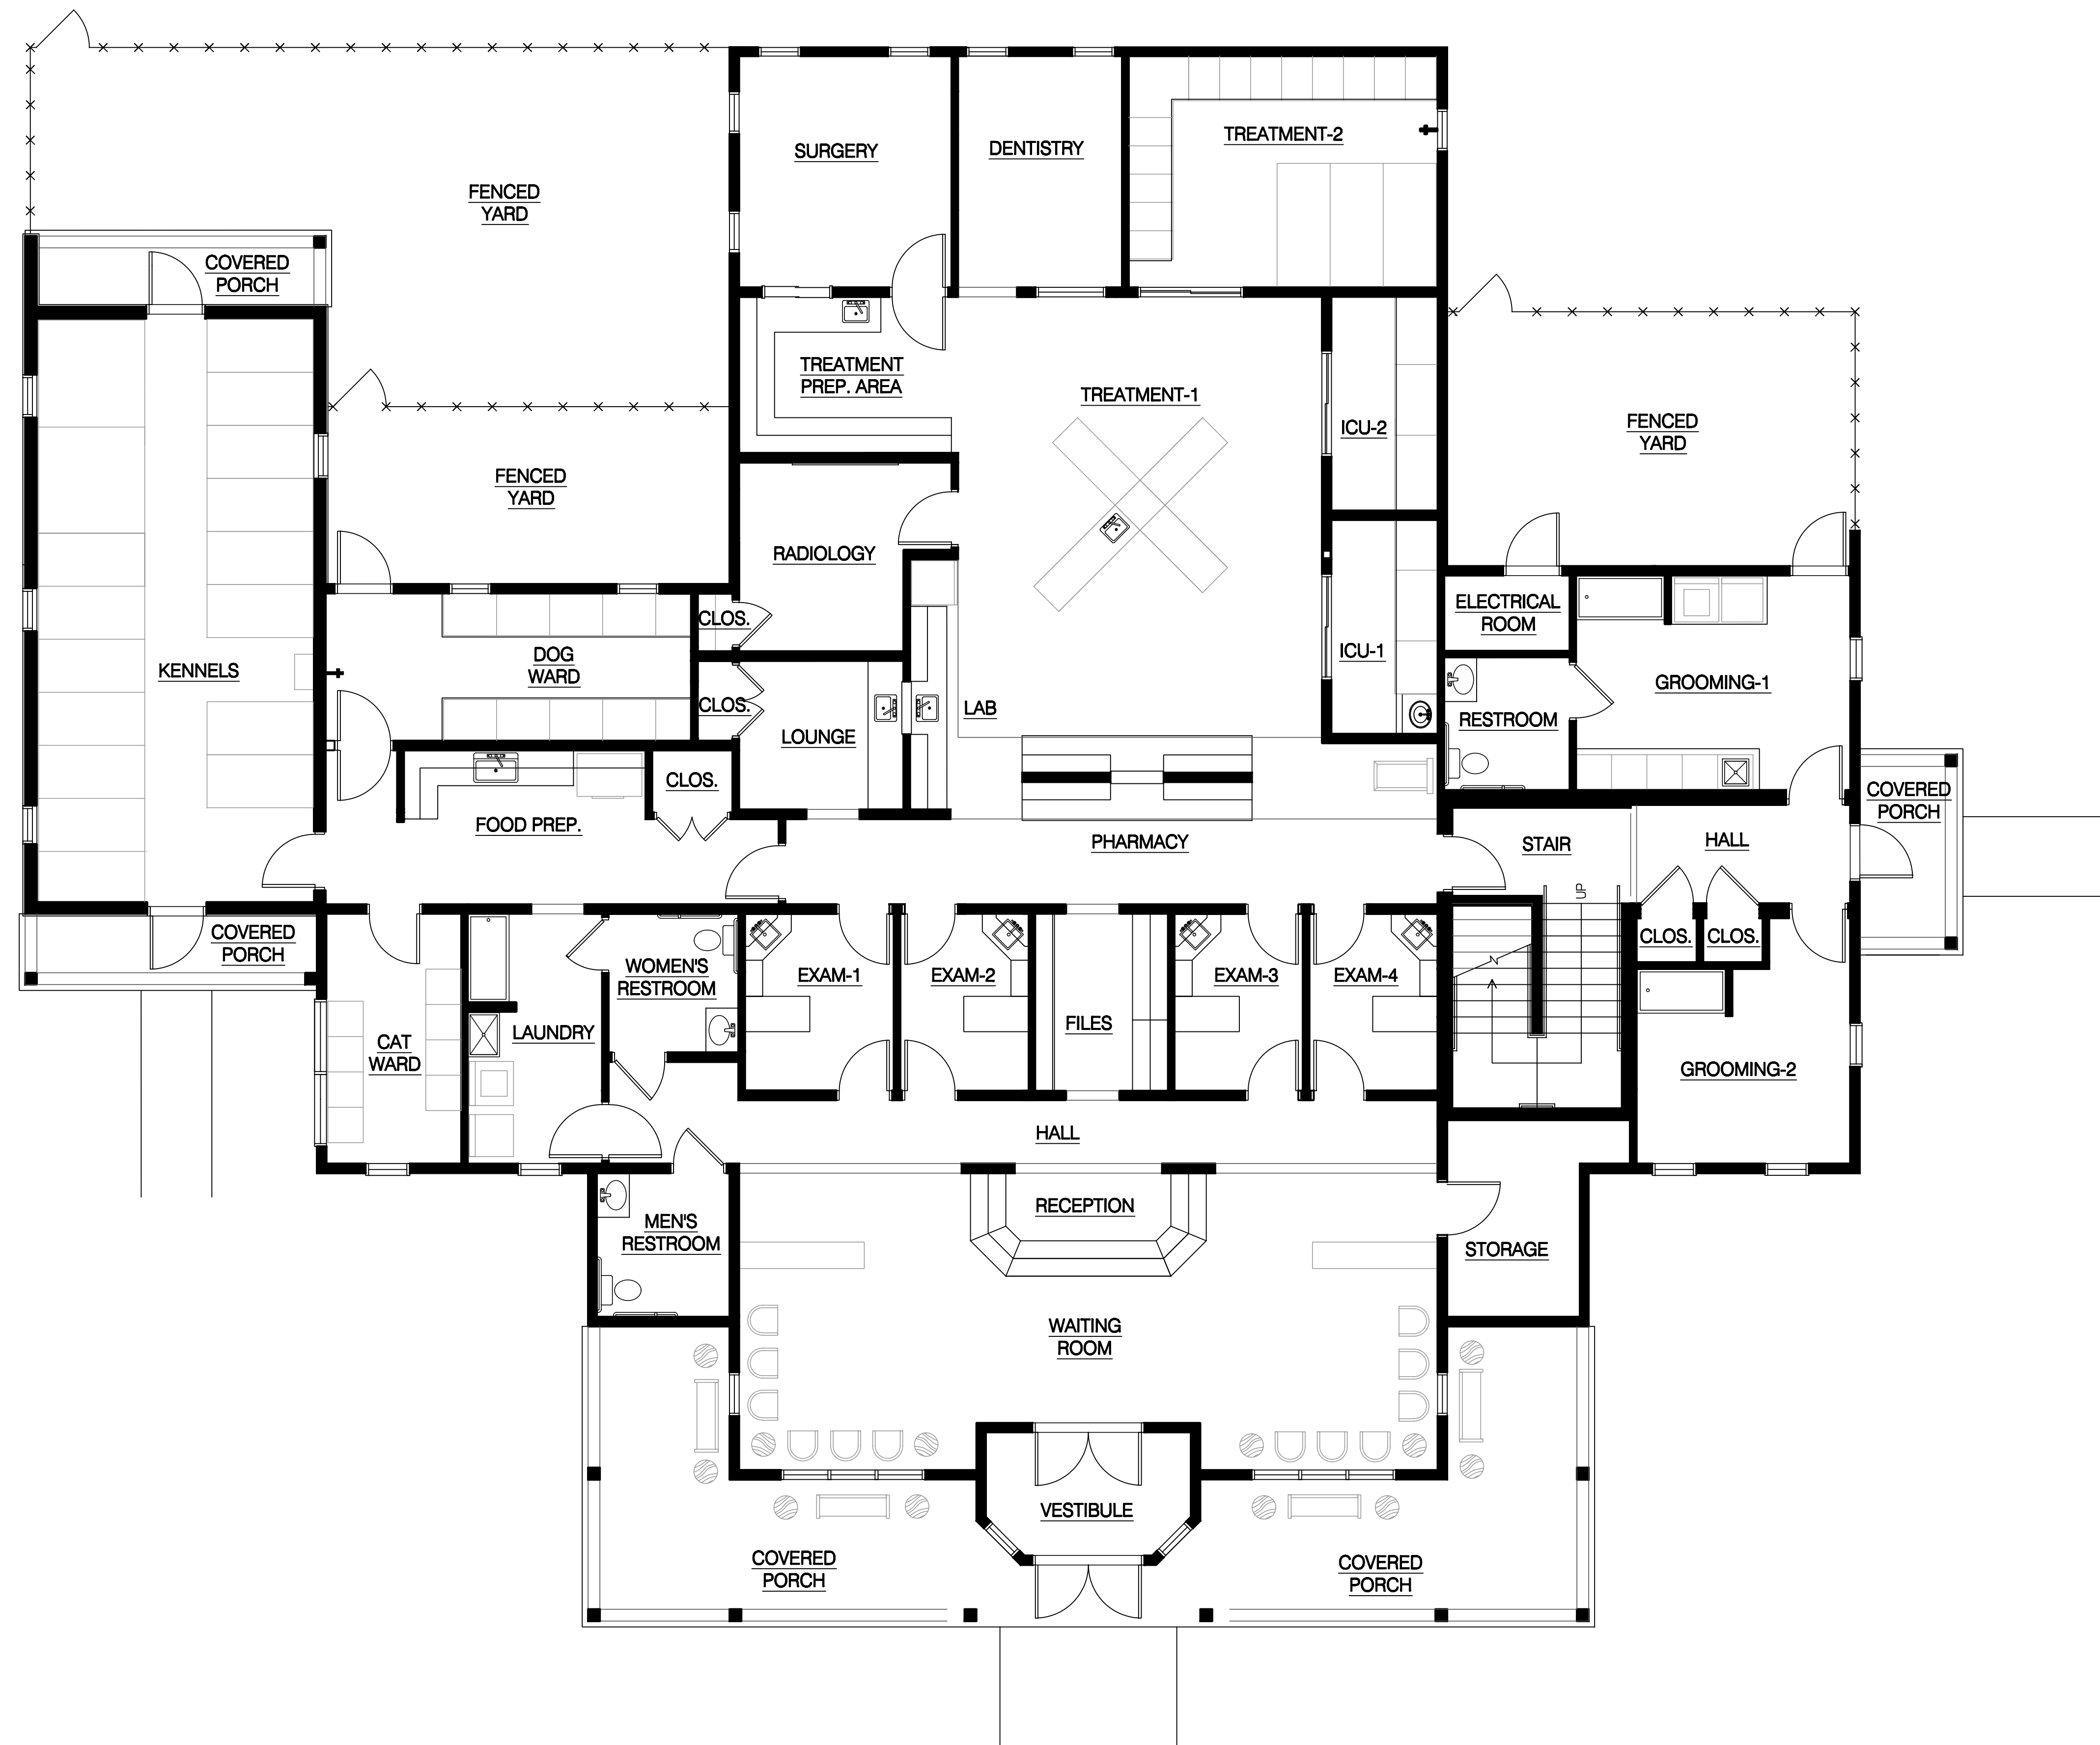 FENCED
YARD
SURGERY
DENTISTRY
TREATMENT-2
COVERED
PORCH
TREATMENT
PREP. AREA
TREATMENT-1
ICU-2
FENCED
YARD
FENCED
YARD
RADIOLOGY
ELECTRICAL
ROOM
CLOS.
KENNELS
DOG
WARD
ICU-1
GROOMING-1
CLOS.
LAB
RESTROOM
LOUNGE
CLOS.
COVERED
PORCH
FOOD PREP.
PHARMACY
STAIR
HALL
UP
COVERED
PORCH
CLOS.
CLOS.
WOMEN'S
RESTROOM
EXAM-1
EXAM-2
EXAM-3
EXAM-4
FILES
LAUNDRY
CAT
WARD
GROOMING-2
HALL
RECEPTION
MEN'S
RESTROOM
STORAGE
WAITING
ROOM
VESTIBULE
COVERED
PORCH
COVERED
PORCH